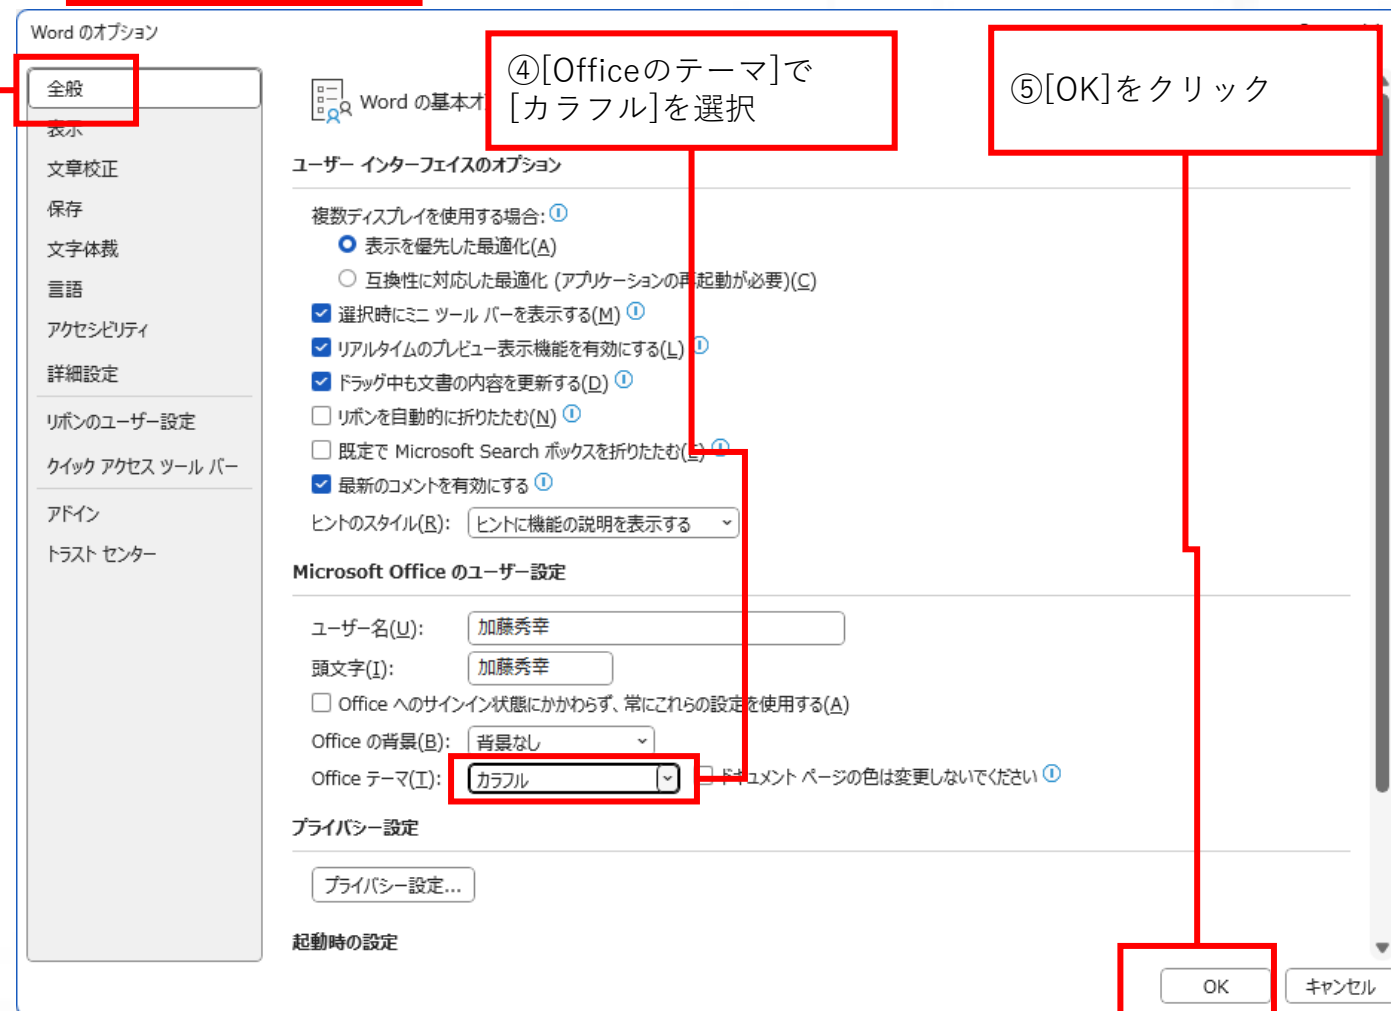 Word のオプション
④[Officeのテーマ]で
[カラフル]を選択
⑤[OK]をクリック
全般
表示
文章校正
保存
文字体裁
言語
アクセシビリティ
詳細設定
リボンのユーザー設定
クイック アクセス ツール バー
アドイン
トラスト センター
Word の基本オ
ユーザー インターフェイスのオプション
複数ディスプレイを使用する場合:
表示を優先した最適化(A)
互換性に対応した最適化 (アプリケーションの再起動が必要)(C)
選択時にミニ ツール バーを表示する(M)
リアルタイムのプレビュー表示機能を有効にする(L)
ドラッグ中も文書の内容を更新する(D)
リボンを自動的に折りたたむ(N)
既定で Microsoft Search ボックスを折りたたむ(E)
最新のコメントを有効にする
ヒントのスタイル(R): ヒントに機能の説明を表示する
Microsoft Office のユーザー設定
ユーザー名(U): 加藤秀幸
頭文字(I): 加藤秀幸
Office へのサインイン状態にかかわらず、常にこれらの設定を使用する(A)
Office の背景(B): 背景なし
Office テーマ(T): カラフル ドキュメント ページの色は変更しないでください
プライバシー設定
プライバシー設定...
起動時の設定
OK キャンセル